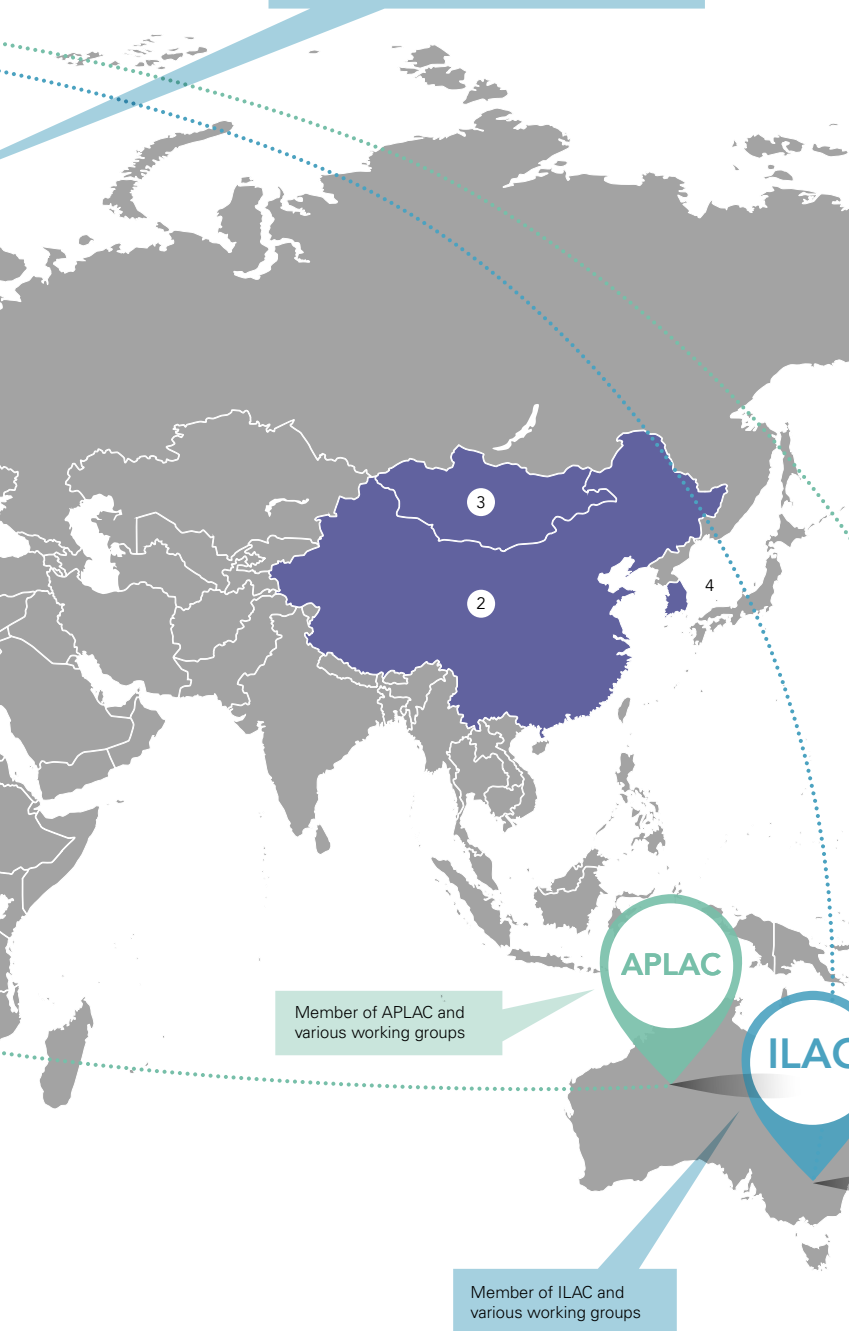 3
2
4
APLAC
Member of APLAC and
various working groups
ILAC
Member of ILAC and
various working groups